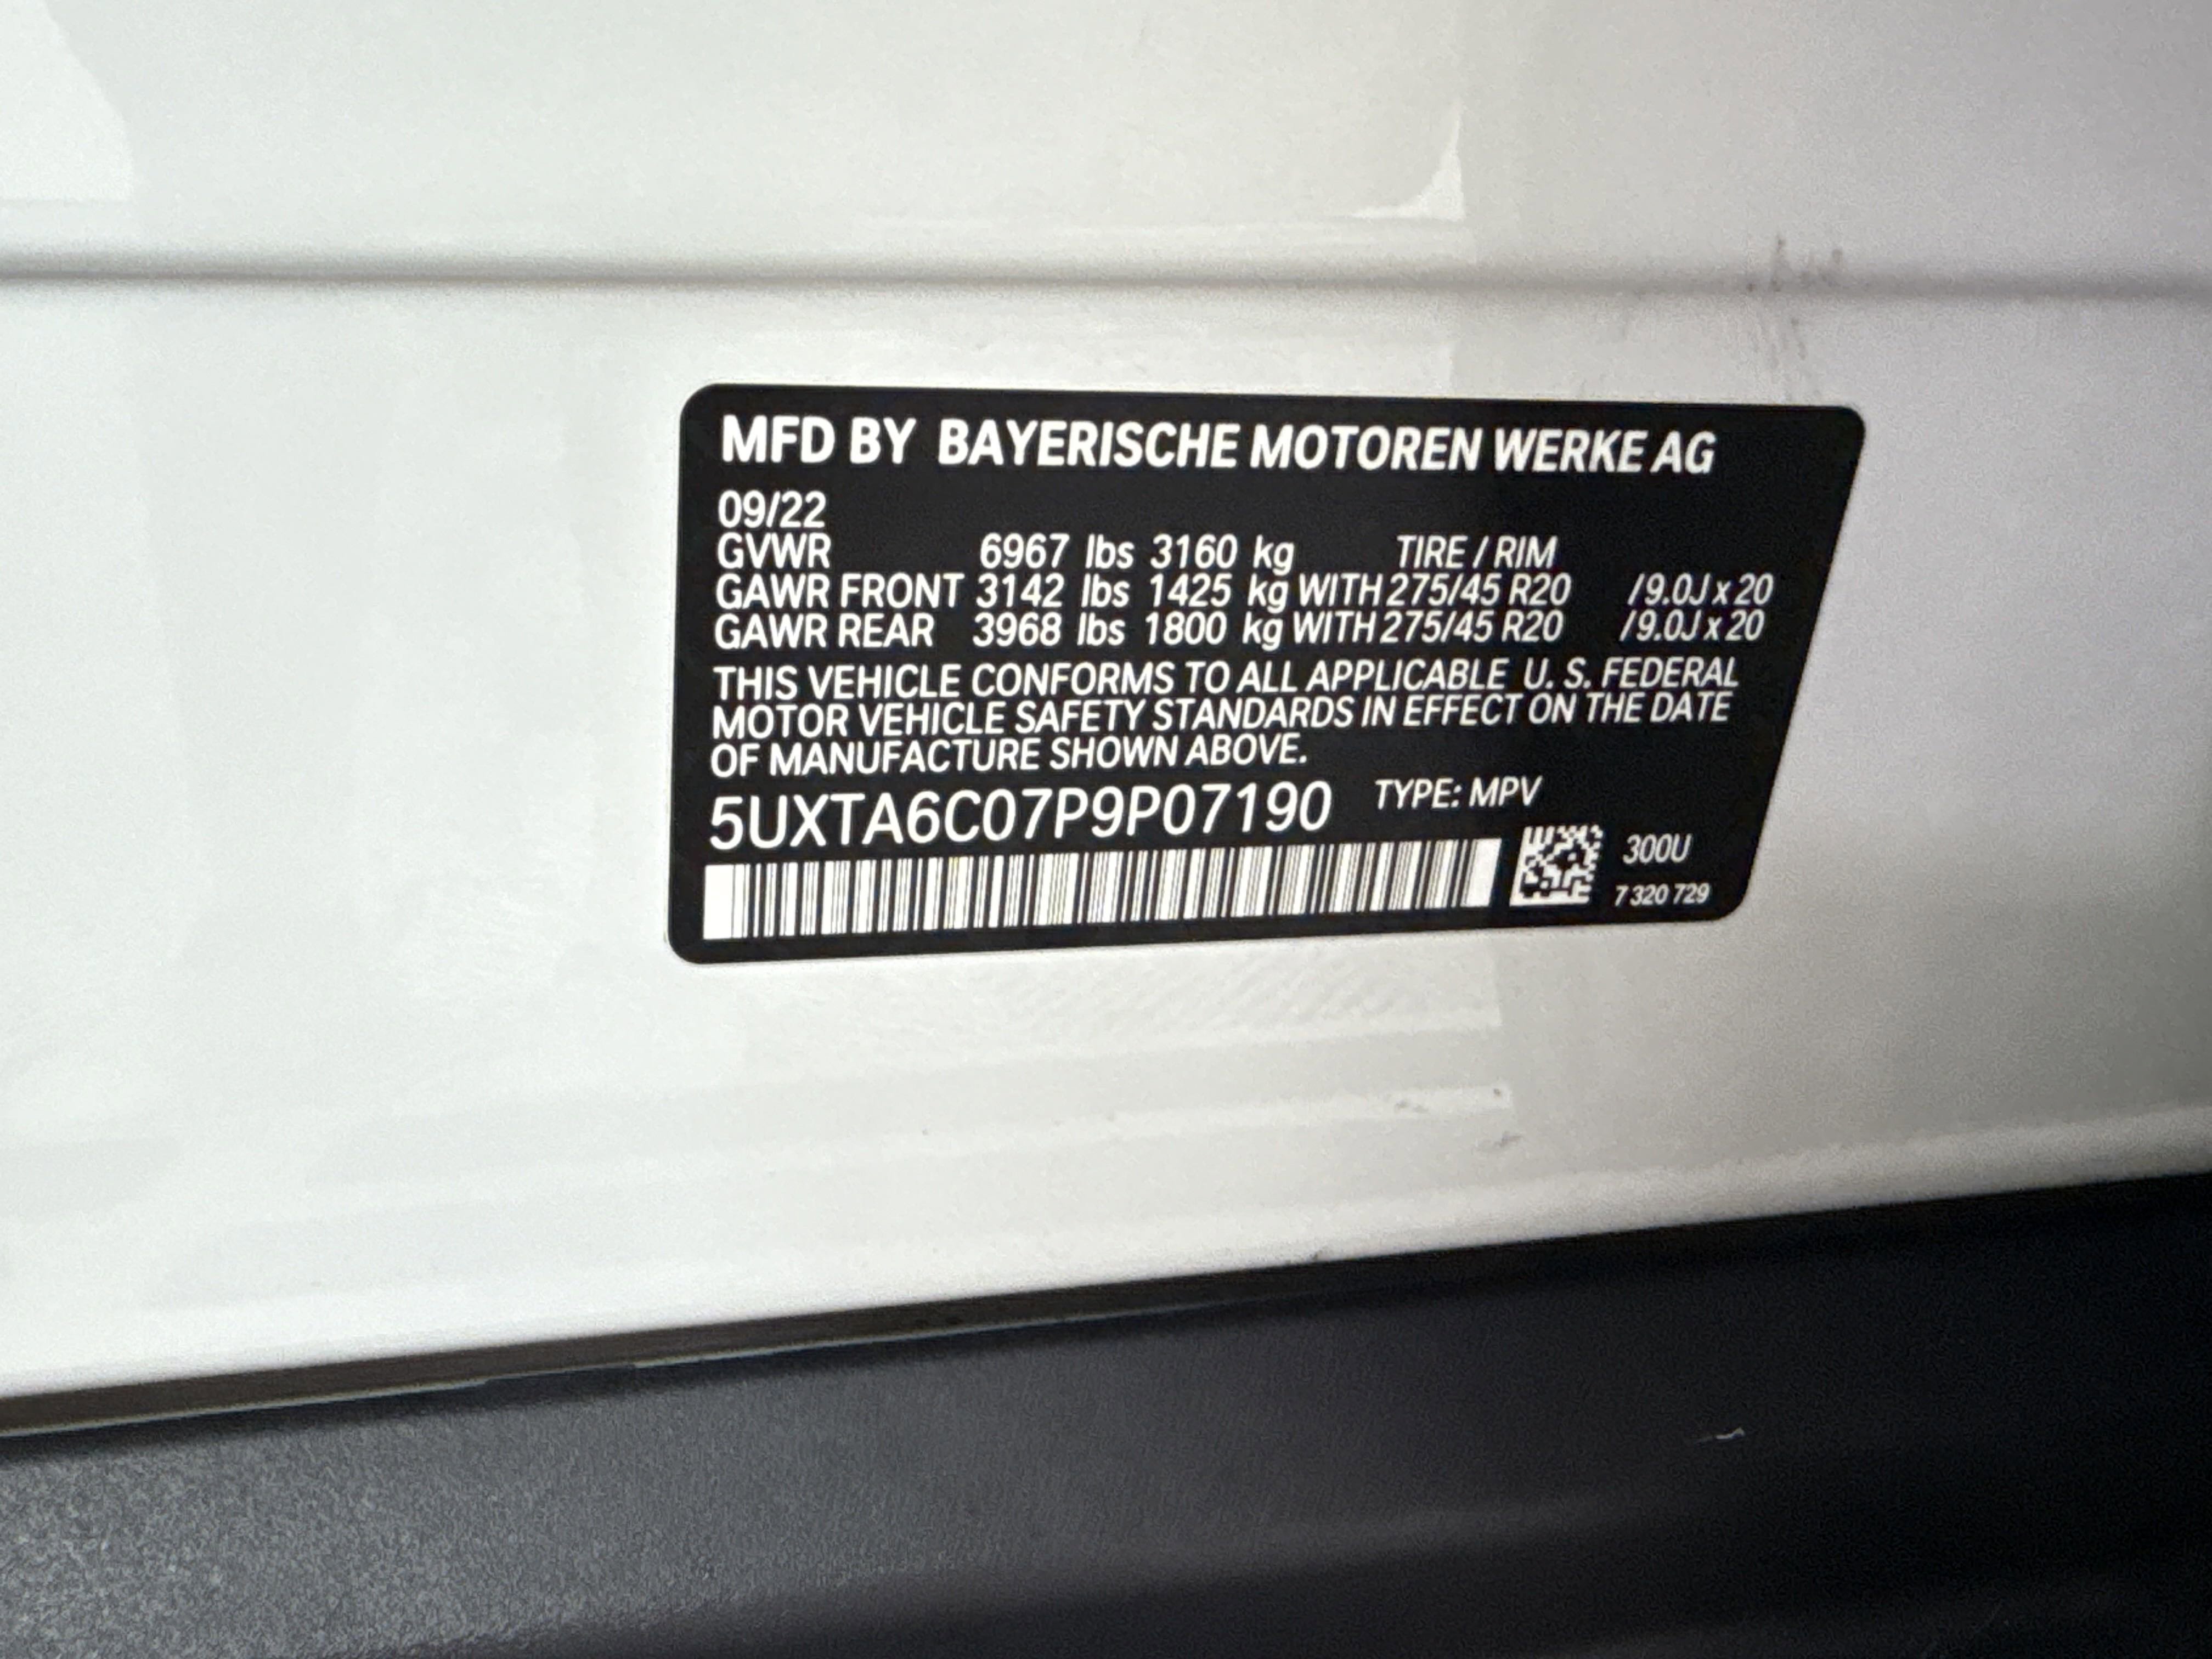 MFD BY BAYERISCHE MOTOREN WERKE AG
09/22
GVWR 6967 lbs 3160 kg TIRE / RIM
GAWR FRONT 3142 lbs 1425 kg WITH 275/45 R20 /9.0J x 20
GAWR REAR 3968 lbs 1800 kg WITH 275/45 R20 /9.0J x 20
THIS VEHICLE CONFORMS TO ALL APPLICABLE U. S. FEDERAL
MOTOR VEHICLE SAFETY STANDARDS IN EFFECT ON THE DATE
OF MANUFACTURE SHOWN ABOVE.
5UXTA6C07P9P07190 TYPE: MPV
300U
7 320 729